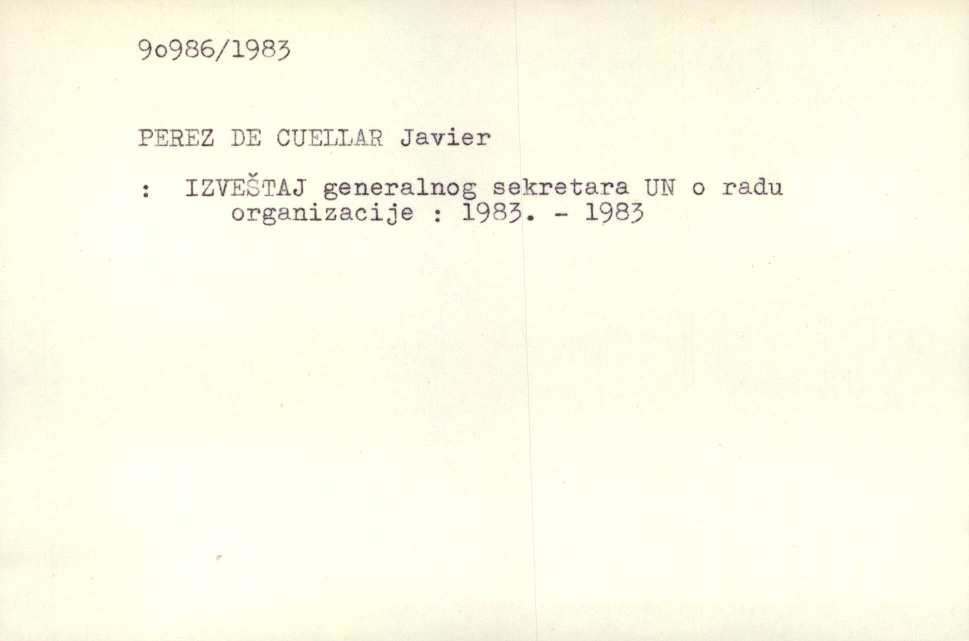 9o986/1983
PEREZ DE CUELLAR Javier
: IZVEŠTAJ generalnog sekretara UN o radu
organizacije : 1983. - 1983